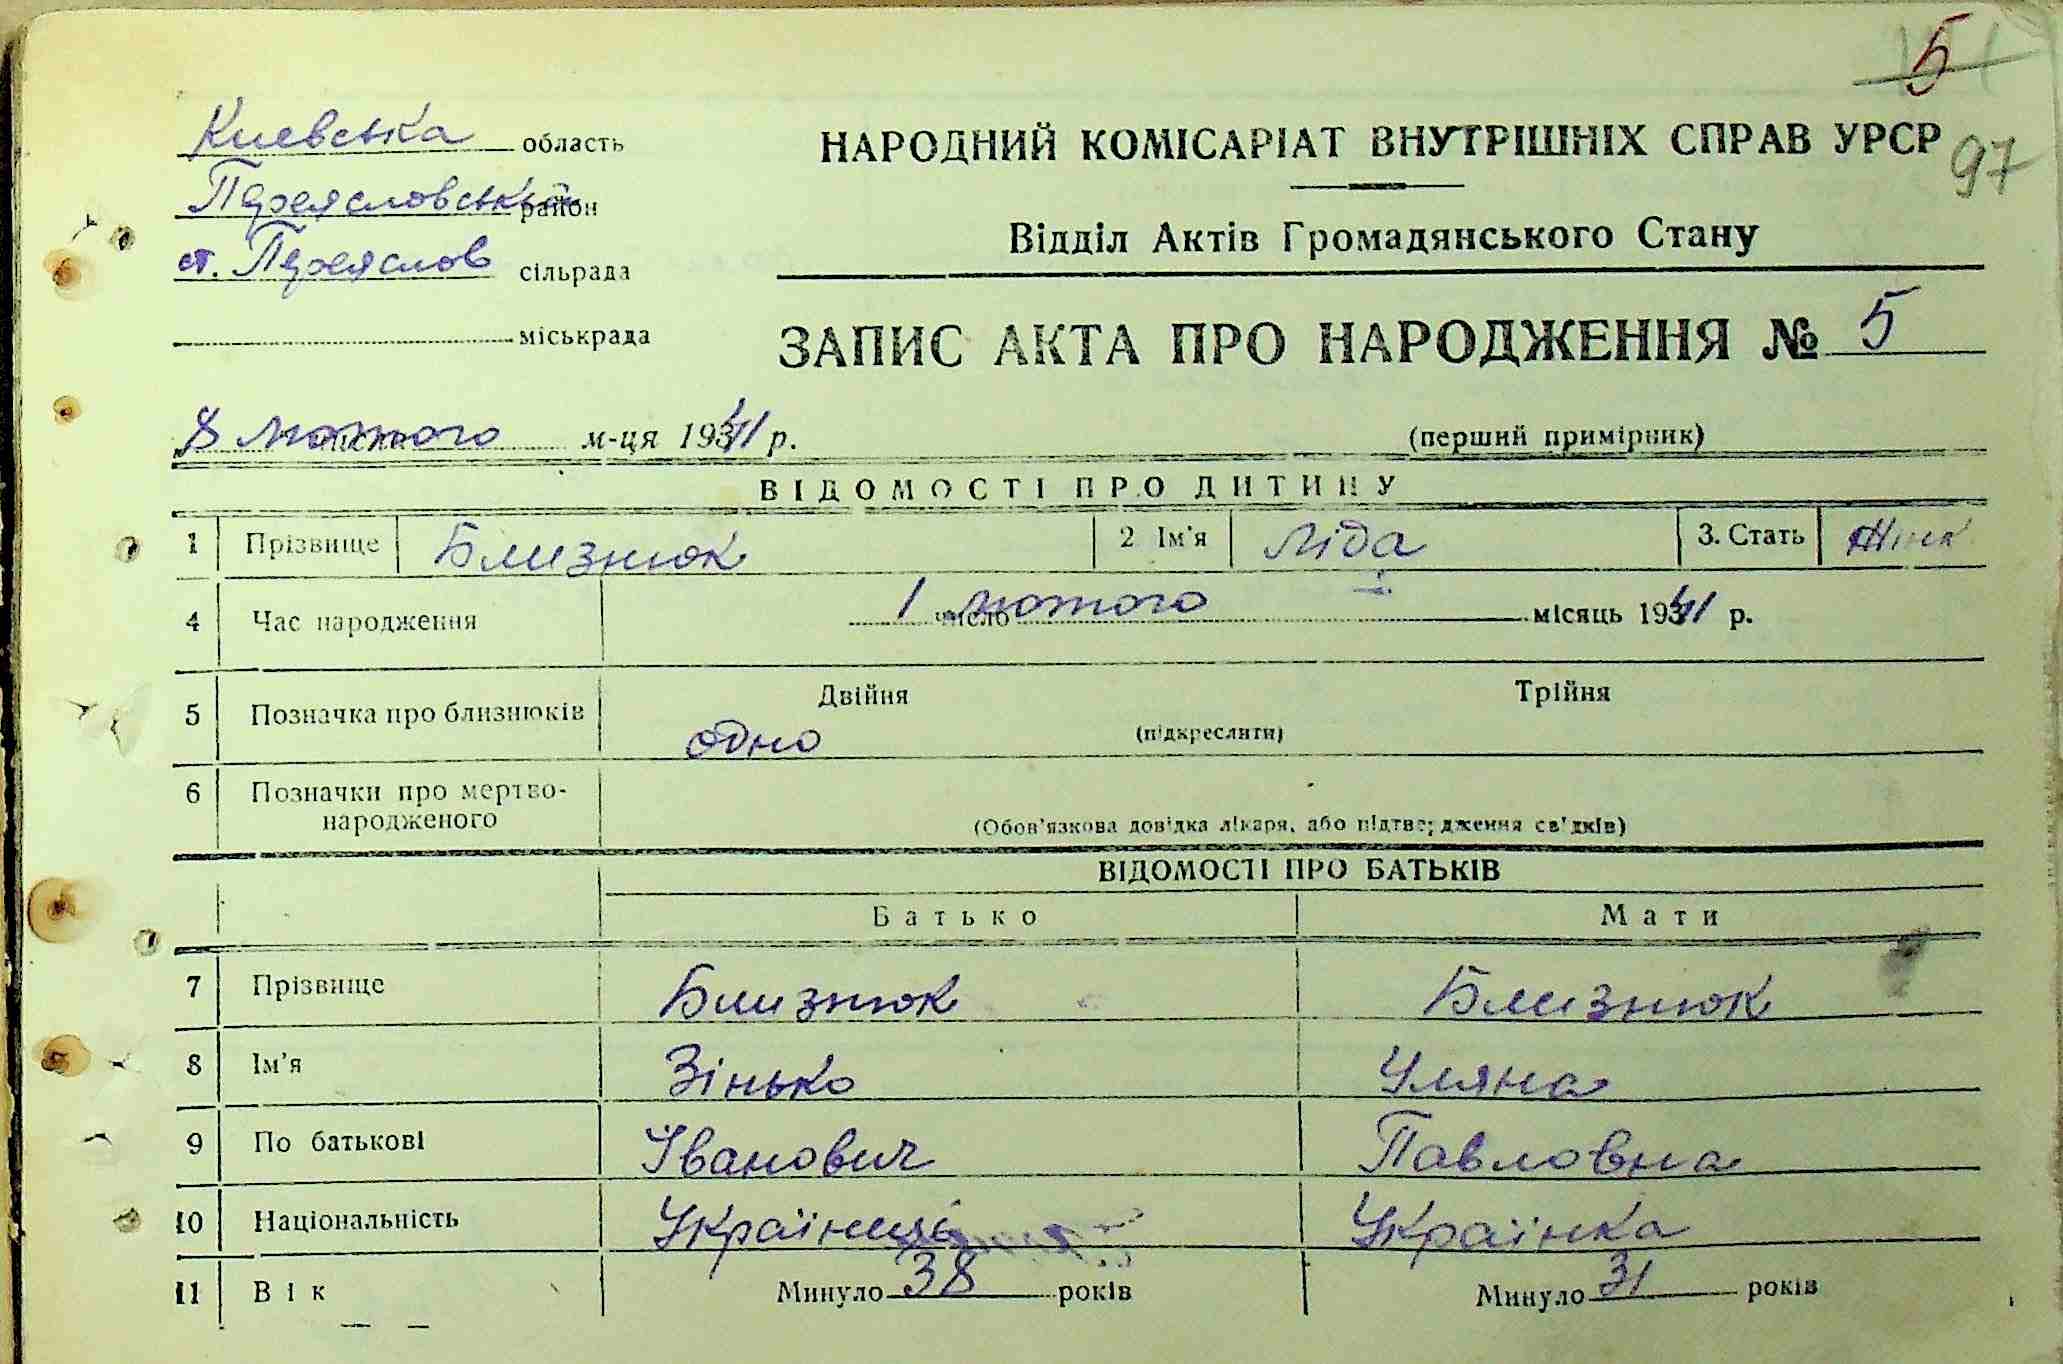 5
Киевська область
Переясловський район
ст. Переяслов сільрада
міськрада
НАРОДНИЙ КОМІСАРІАТ ВНУТРІШНІХ СПРАВ УРСР
97
Відділ Актів Громадянського Стану
ЗАПИС АКТА ПРО НАРОДЖЕННЯ № 5
8 лютого м-ця 1941 р. (перший примірник)
ВІДОМОСТІ ПРО ДИТИНУ
1 Прізвище Близнюк 2 Ім'я Ліда 3. Стать жінк
4 Час народження 1 число лютого місяць 1941 р.
5 Позначка про близнюків Двійня Трійня
одно (підкреслити)
6 Позначки про мертво-
народженого (Обов'язкова довідка лікаря, або підтвердження св'дків)
ВІДОМОСТІ ПРО БАТЬКІВ
Батько Мати
7 Прізвище Близнюк Близнюк
8 Ім'я Зінько Уляна
9 По батькові Іванович Павловна
10 Національність Українець Українка
11 Вік Минуло 38 років Минуло 31 років